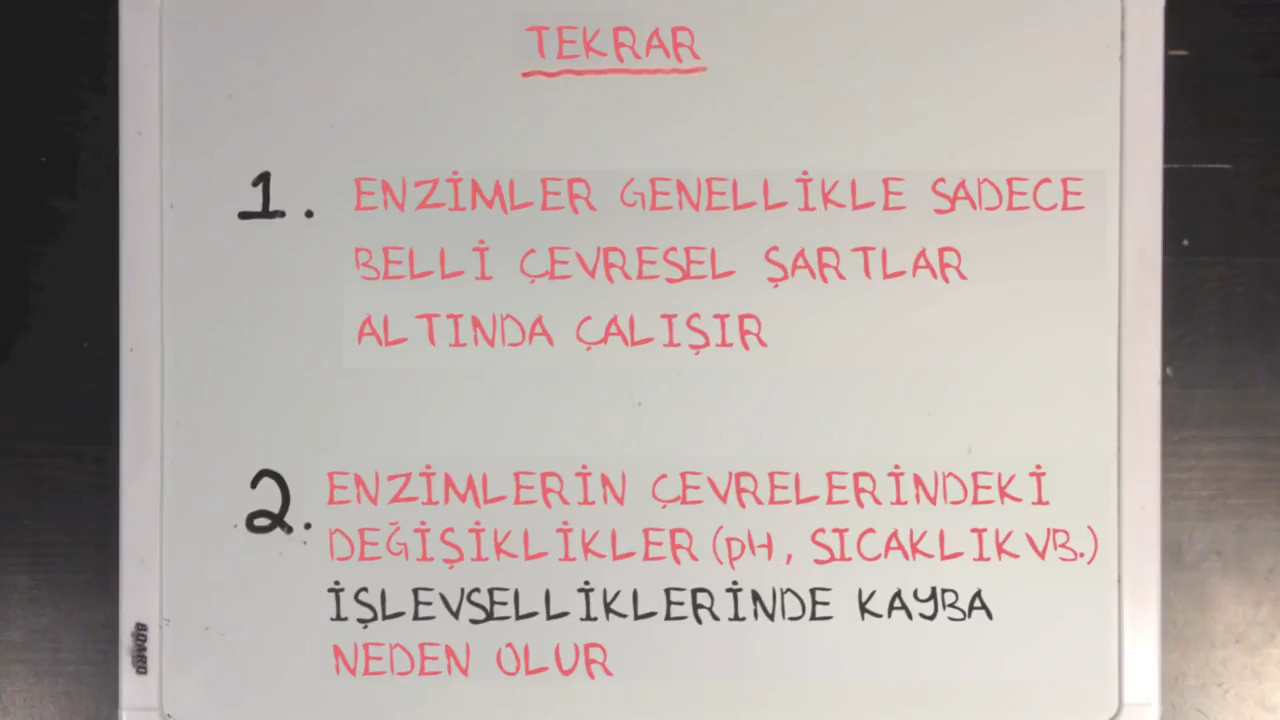 TEKRAR
1. ENZİMLER GENELLİKLE SADECE
BELLİ ÇEVRESEL ŞARTLAR
ALTINDA ÇALIŞIR
2. ENZİMLERİN ÇEVRELERİNDEKİ
DEĞİŞİKLİKLER (pH, SICAKLIK VB.)
İŞLEVSELLİKLERİNDE KAYBA
NEDEN OLUR
BOARD